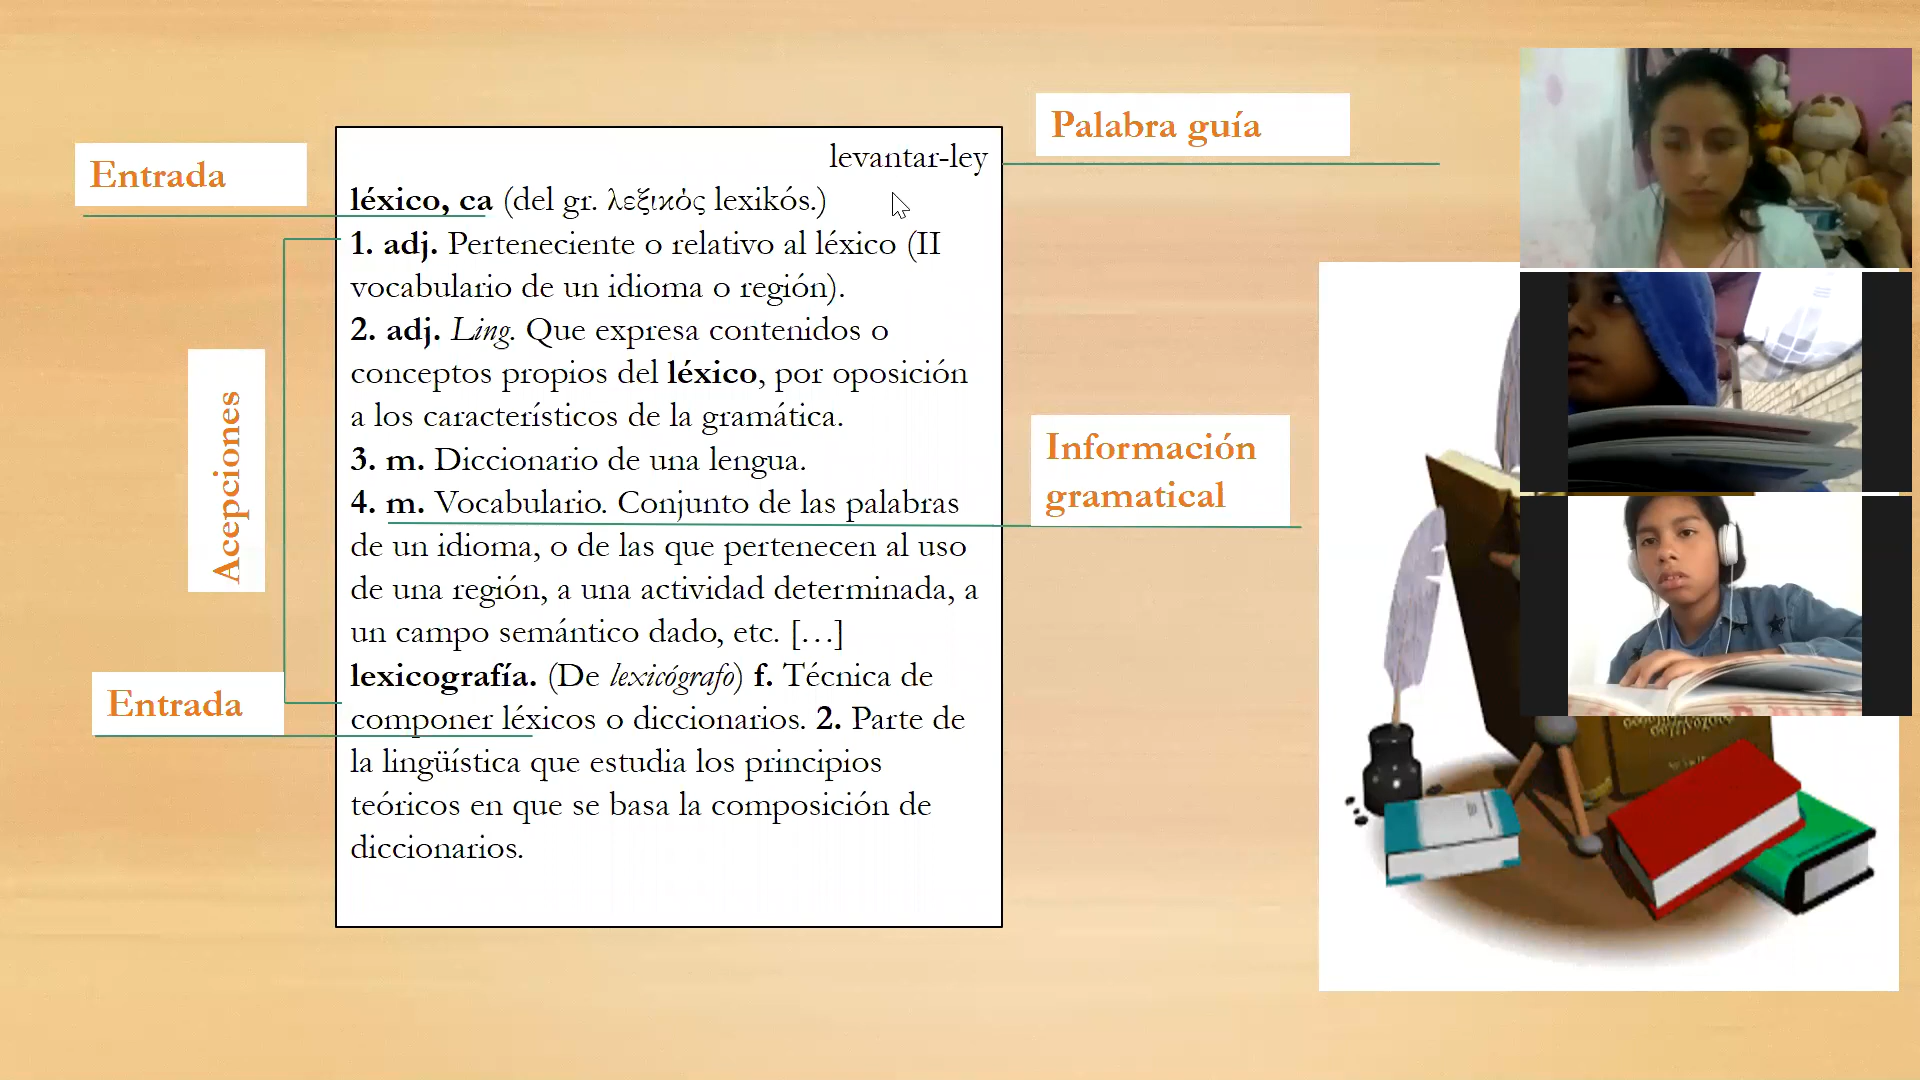 Entrada
Palabra guía
levantar-ley
léxico, ca (del gr. λεξικὁς lexikós.)
1. adj. Perteneciente o relativo al léxico (II
vocabulario de un idioma o región).
2. adj. Ling. Que expresa contenidos o
conceptos propios del léxico, por oposición
a los característicos de la gramática.
3. m. Diccionario de una lengua.
4. m. Vocabulario. Conjunto de las palabras
de un idioma, o de las que pertenecen al uso
de una región, a una actividad determinada, a
un campo semántico dado, etc. […]
lexicografía. (De lexicógrafo) f. Técnica de
componer léxicos o diccionarios. 2. Parte de
la lingüística que estudia los principios
teóricos en que se basa la composición de
diccionarios.
Acepciones
Información
gramatical
Entrada